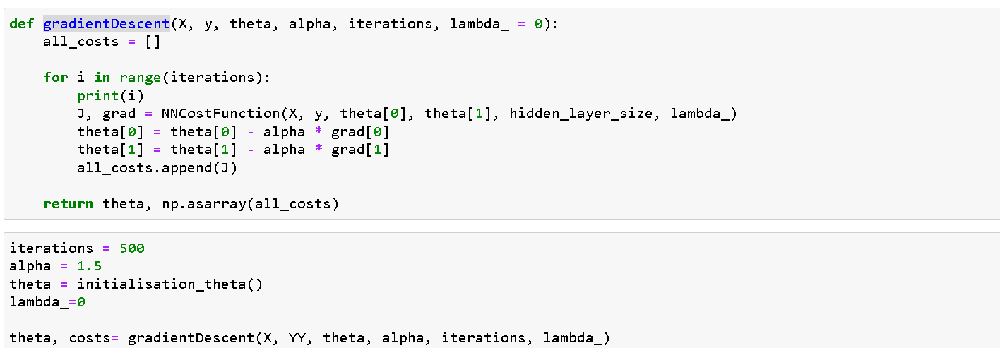 def gradientDescent(X, y, theta, alpha, iterations, lambda_ = 0):
    all_costs = []
    for i in range(iterations):
        print(i)
        J, grad = NNCostFunction(X, y, theta[0], theta[1], hidden_layer_size, lambda_)
        theta[0] = theta[0] - alpha * grad[0]
        theta[1] = theta[1] - alpha * grad[1]
        all_costs.append(J)
    return theta, np.asarray(all_costs)
iterations = 500
alpha = 1.5
theta = initialisation_theta()
lambda_=0
theta, costs= gradientDescent(X, YY, theta, alpha, iterations, lambda_)